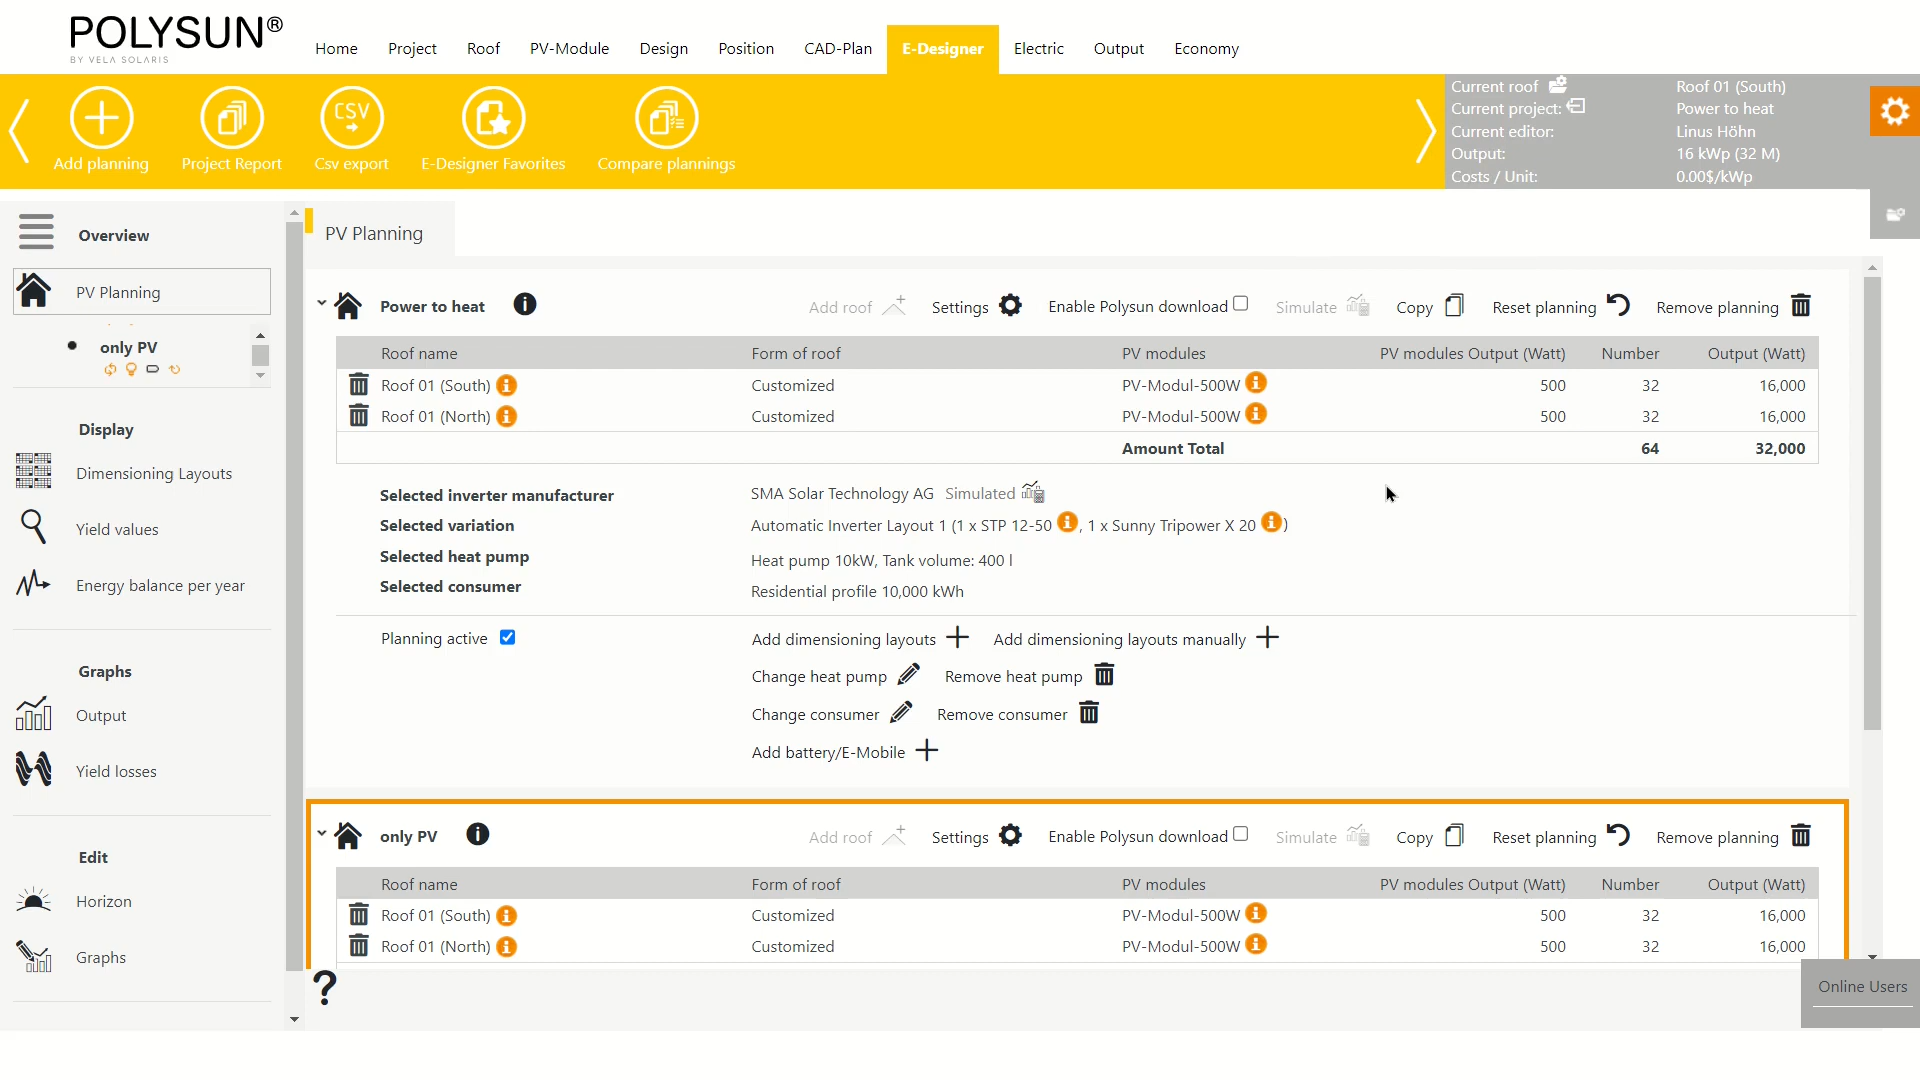 POLYSUN®
BY VELA SOLARIS
Home Project Roof PV-Module Design Position CAD-Plan E-Designer Electric Output Economy
Add planning Project Report CSV Csv export E-Designer Favorites Compare plannings
Current roof Roof 01 (South)
Current project: Power to heat
Current editor: Linus Höhn
Output: 16 kWp (32 M)
Costs / Unit: 0.00$/kWp
Overview
PV Planning
only PV
Display
Dimensioning Layouts
Yield values
Energy balance per year
Graphs
Output
Yield losses
Edit
Horizon
Graphs
PV Planning
Power to heat Add roof Settings Enable Polysun download Simulate Copy Reset planning Remove planning
Roof name Form of roof PV modules PV modules Output (Watt) Number Output (Watt)
Roof 01 (South) Customized PV-Modul-500W 500 32 16,000
Roof 01 (North) Customized PV-Modul-500W 500 32 16,000
Amount Total 64 32,000
Selected inverter manufacturer SMA Solar Technology AG Simulated
Selected variation Automatic Inverter Layout 1 (1 x STP 12-50 , 1 x Sunny Tripower X 20 )
Selected heat pump Heat pump 10kW, Tank volume: 400 l
Selected consumer Residential profile 10,000 kWh
Planning active Add dimensioning layouts Add dimensioning layouts manually
Change heat pump Remove heat pump
Change consumer Remove consumer
Add battery/E-Mobile
only PV Add roof Settings Enable Polysun download Simulate Copy Reset planning Remove planning
Roof name Form of roof PV modules PV modules Output (Watt) Number Output (Watt)
Roof 01 (South) Customized PV-Modul-500W 500 32 16,000
Roof 01 (North) Customized PV-Modul-500W 500 32 16,000
?
Online Users